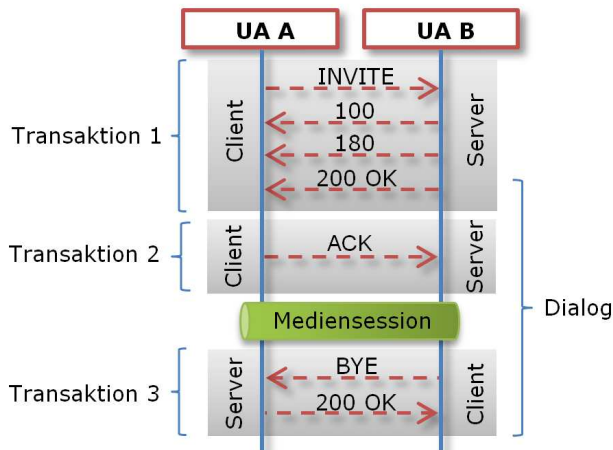 UA A
UA B
Transaktion 1
Client
INVITE
100
180
200 OK
Server
Transaktion 2
Client
ACK
Server
Mediensession
Dialog
Transaktion 3
Server
BYE
200 OK
Client